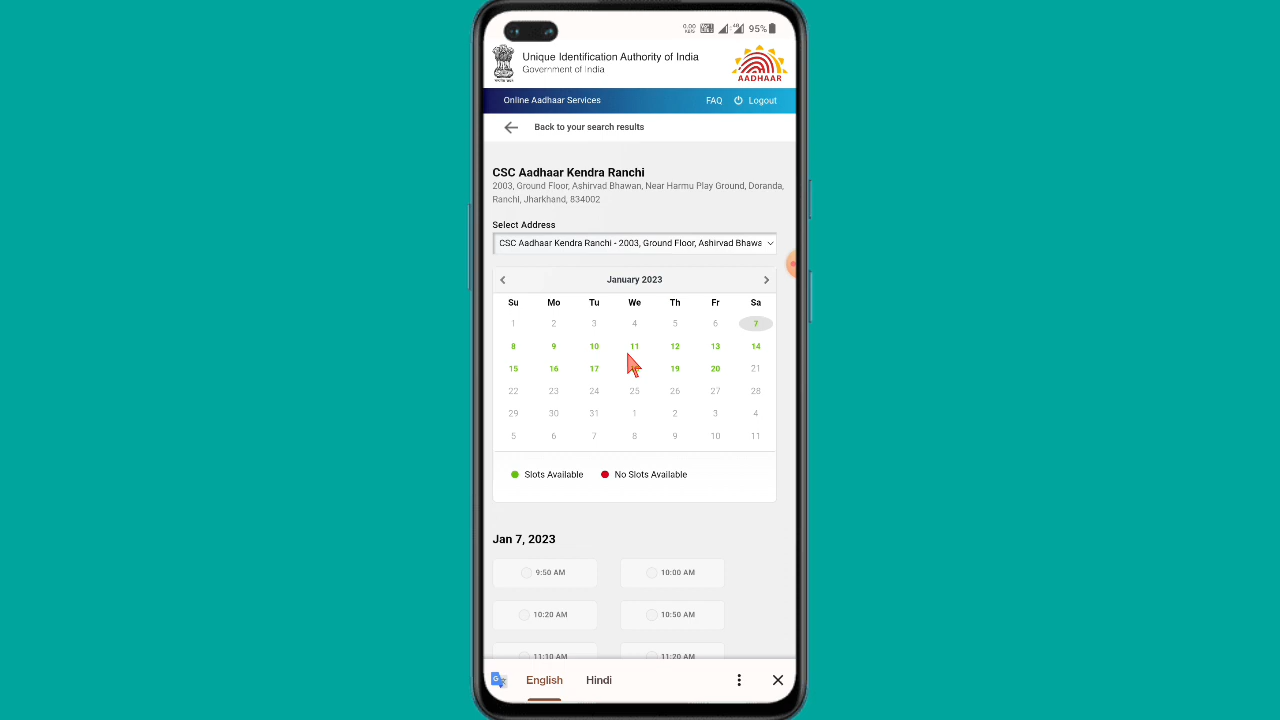 0.00
KB/S
4G
95%
Unique Identification Authority of India
Government of India
AADHAAR
Online Aadhaar Services FAQ Logout
Back to your search results
CSC Aadhaar Kendra Ranchi
2003, Ground Floor, Ashirvad Bhawan, Near Harmu Play Ground, Doranda,
Ranchi, Jharkhand, 834002
Select Address
CSC Aadhaar Kendra Ranchi - 2003, Ground Floor, Ashirvad Bhawa
January 2023
Su Mo Tu We Th Fr Sa
1 2 3 4 5 6 7
8 9 10 11 12 13 14
15 16 17 19 20 21
22 23 24 25 26 27 28
29 30 31 1 2 3 4
5 6 7 8 9 10 11
Slots Available No Slots Available
Jan 7, 2023
9:50 AM 10:00 AM
10:20 AM 10:50 AM
11:10 AM 11:20 AM
English Hindi